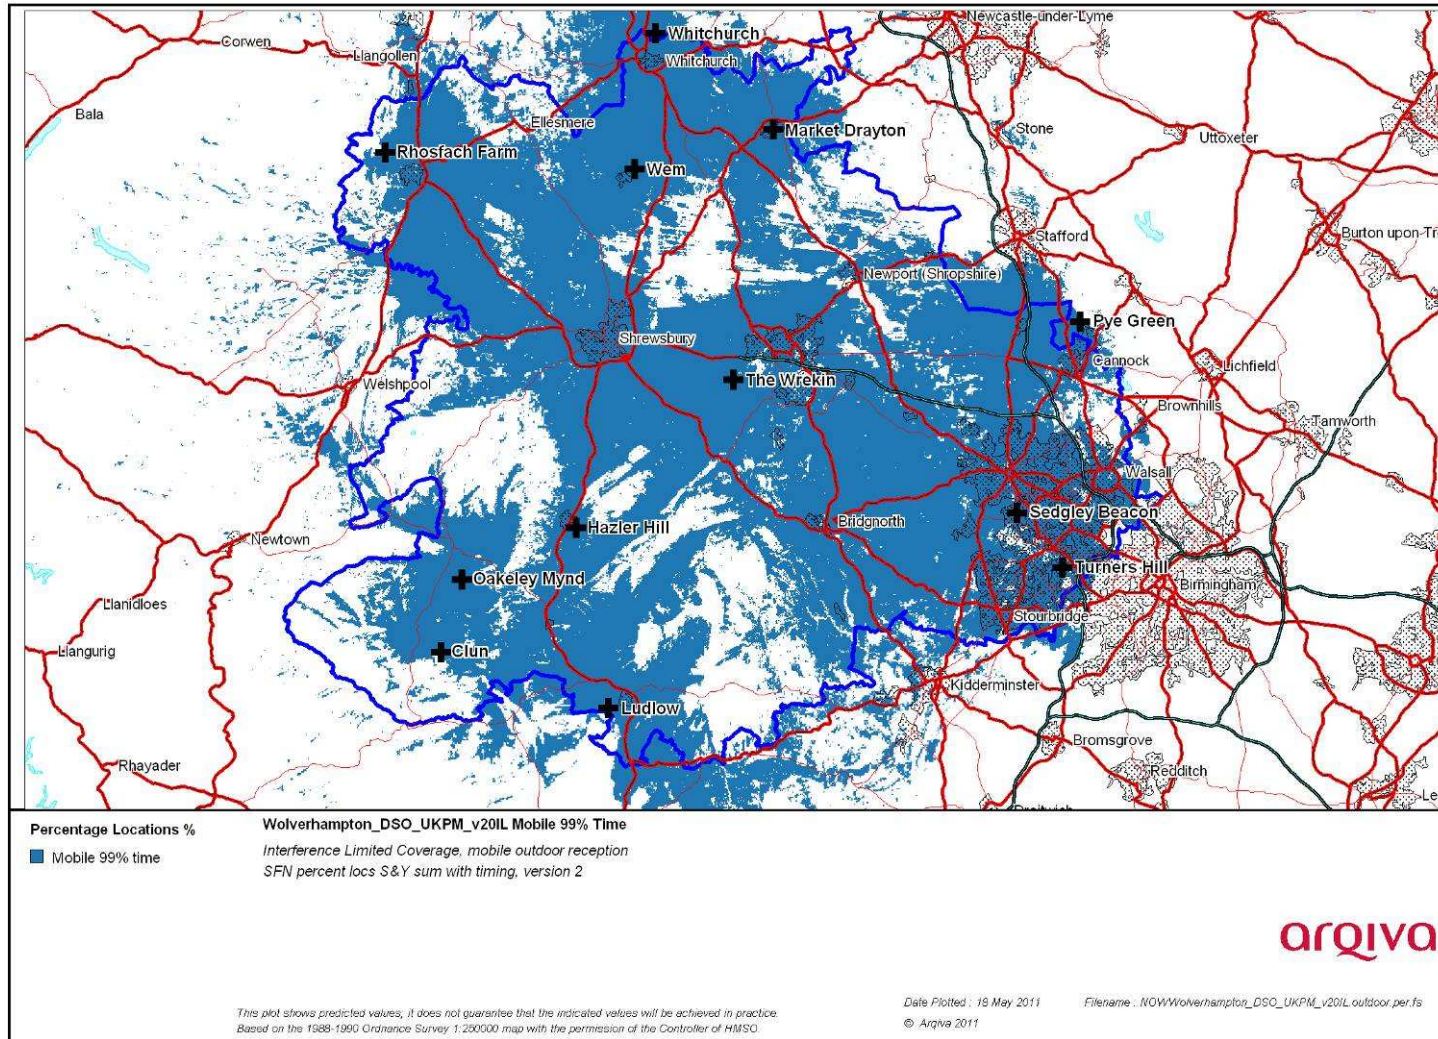 Newcastle-under-Lyme
Whitchurch
Corwen
Llangollen
Whitchurch
Bala
Ellesmere
Market Drayton
Stone
Uttoxeter
Rhosfach Farm
Wem
Stafford
Burton upon-Tr
Newport (Shropshire)
Pye Green
Shrewsbury
Cannock
Lichfield
The Wrekin
Welshpool
Brownhills
Tamworth
Walsall
Sedgley Beacon
Bridgnorth
Hazler Hill
Newtown
Turners Hill
Oakeley Mynd
Birmingham
Llanidloes
Stourbridge
Clun
Llangurig
Kidderminster
Ludlow
Bromsgrove
Rhayader
Redditch
Le
Droitwich
Percentage Locations %
Mobile 99% time
Wolverhampton_DSO_UKPM_v20IL Mobile 99% Time
Interference Limited Coverage, mobile outdoor reception
SFN percent locs S&Y sum with timing, version 2
arqiva
This plot shows predicted values; it does not guarantee that the indicated values will be achieved in practice.
Based on the 1988-1990 Ordnance Survey 1:250000 map with the permission of the Controller of HMSO
Date Plotted : 18 May 2011
Filename : NOWWolverhampton_DSO_UKPM_v20IL.outdoor.per.fs
© Arqiva 2011